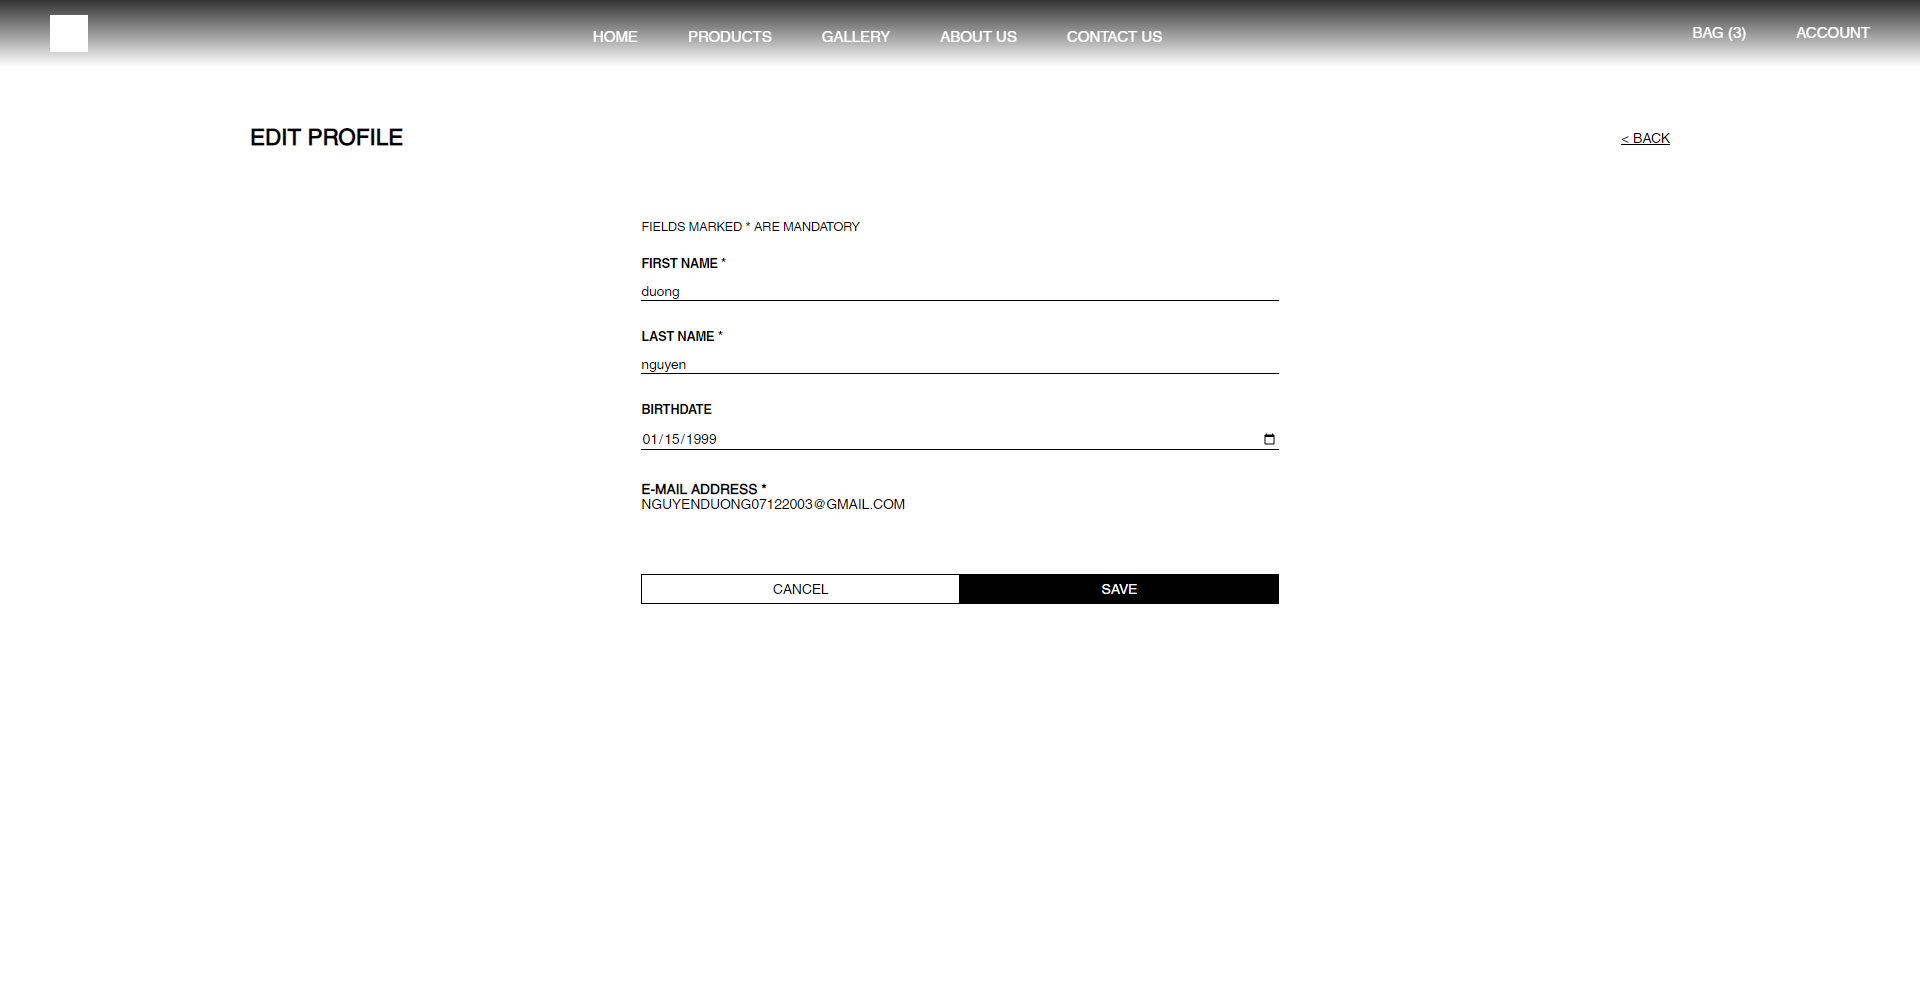 HOME PRODUCTS GALLERY ABOUT US CONTACT US BAG (3) ACCOUNT
EDIT PROFILE < BACK
FIELDS MARKED * ARE MANDATORY
FIRST NAME *
duong
LAST NAME *
nguyen
BIRTHDATE
01/15/1999
E-MAIL ADDRESS *
NGUYENDUONG07122003@GMAIL.COM
CANCEL SAVE